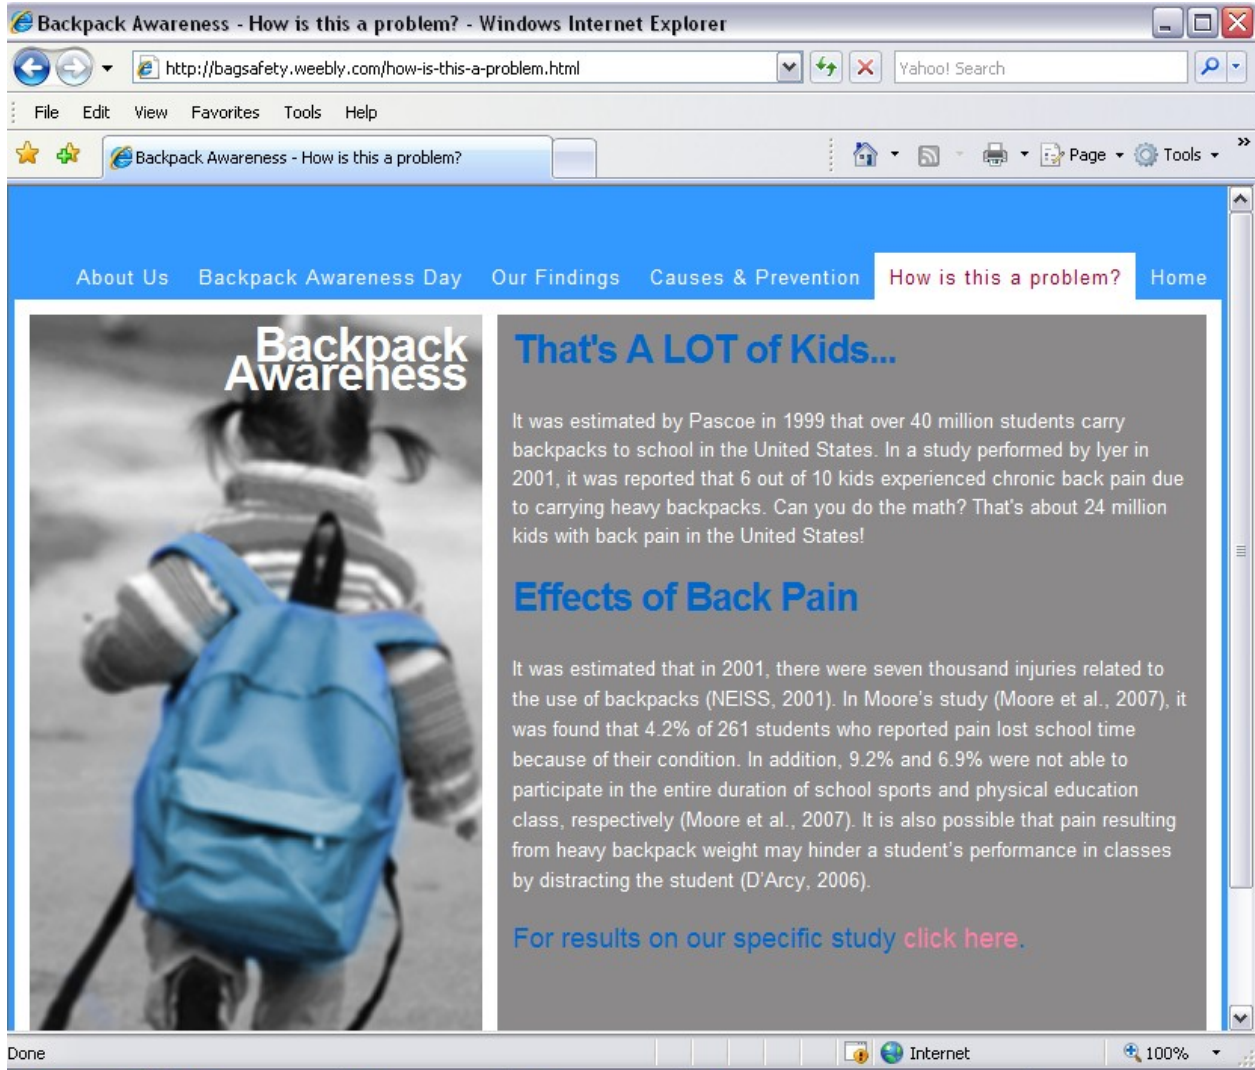 Backpack Awareness - How is this a problem? - Windows Internet Explorer
http://bagsafety.weebly.com/how-is-this-a-problem.html
Yahoo! Search
File Edit View Favorites Tools Help
Backpack Awareness - How is this a problem?
Page Tools »
About Us Backpack Awareness Day Our Findings Causes & Prevention How is this a problem? Home
Backpack
Awareness
That's A LOT of Kids...
It was estimated by Pascoe in 1999 that over 40 million students carry
backpacks to school in the United States. In a study performed by Iyer in
2001, it was reported that 6 out of 10 kids experienced chronic back pain due
to carrying heavy backpacks. Can you do the math? That's about 24 million
kids with back pain in the United States!
Effects of Back Pain
It was estimated that in 2001, there were seven thousand injuries related to
the use of backpacks (NEISS, 2001). In Moore's study (Moore et al., 2007), it
was found that 4.2% of 261 students who reported pain lost school time
because of their condition. In addition, 9.2% and 6.9% were not able to
participate in the entire duration of school sports and physical education
class, respectively (Moore et al., 2007). It is also possible that pain resulting
from heavy backpack weight may hinder a student's performance in classes
by distracting the student (D'Arcy, 2006).
For results on our specific study click here.
Done Internet 100%